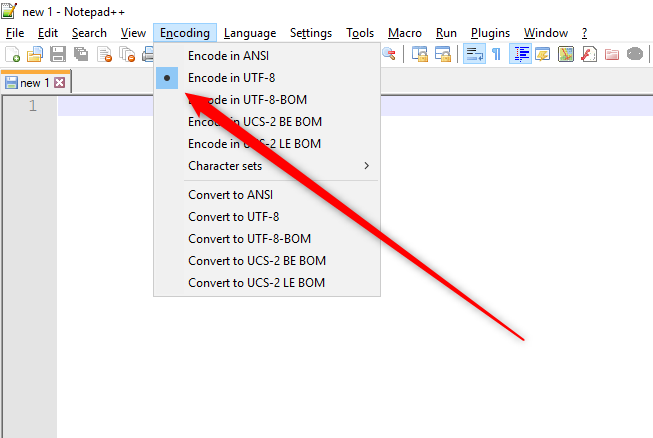 new 1 - Notepad++
File Edit Search View Encoding Language Settings Tools Macro Run Plugins Window ?
new 1
1
Encode in ANSI
Encode in UTF-8
Encode in UTF-8-BOM
Encode in UCS-2 BE BOM
Encode in UCS-2 LE BOM
Character sets
Convert to ANSI
Convert to UTF-8
Convert to UTF-8-BOM
Convert to UCS-2 BE BOM
Convert to UCS-2 LE BOM